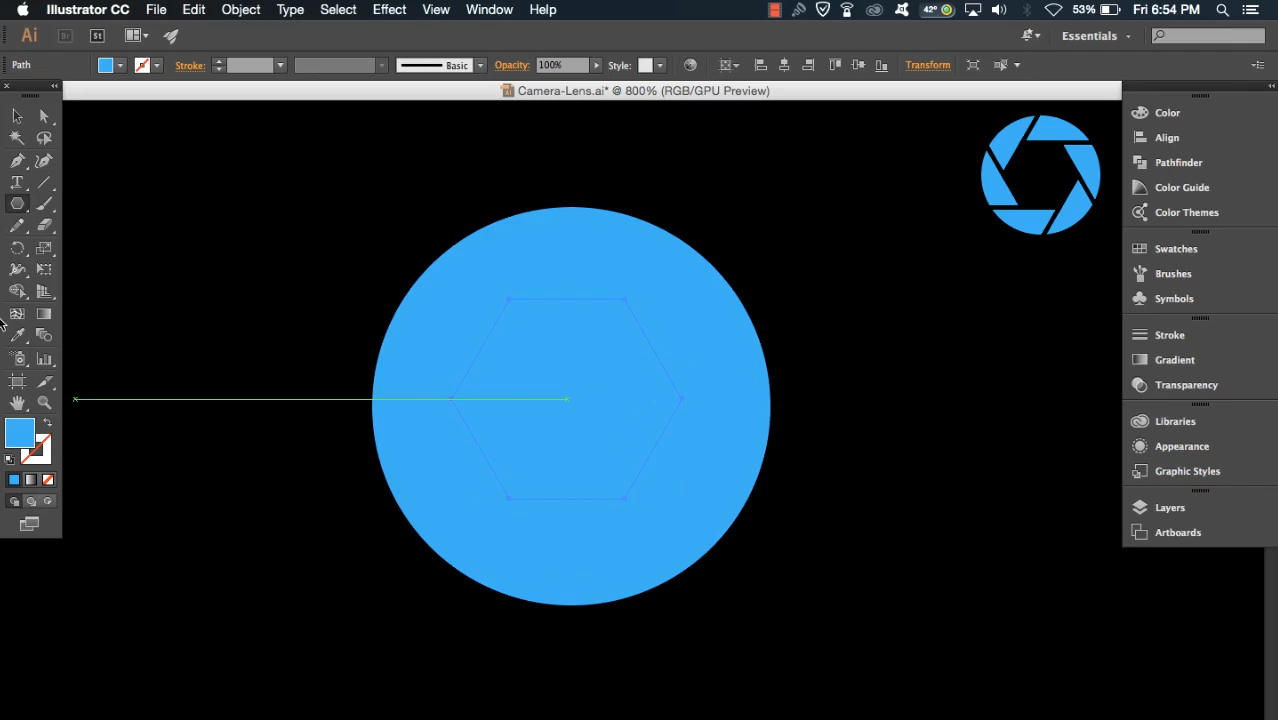 Illustrator CC File Edit Object Type Select Effect View Window Help 42° 53% Fri 6:54 PM
Ai Br St Essentials
Path Stroke: Basic Opacity: 100% Style: Transform
Camera-Lens.ai* @ 800% (RGB/GPU Preview)
Color
Align
Pathfinder
Color Guide
Color Themes
Swatches
Brushes
Symbols
Stroke
Gradient
Transparency
Libraries
Appearance
Graphic Styles
Layers
Artboards